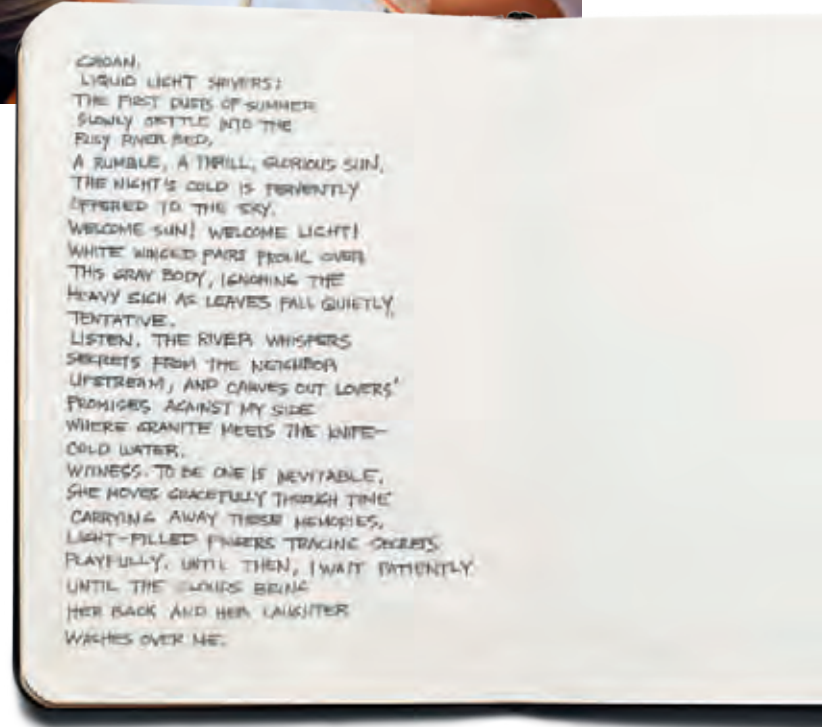 GROAN.
LIQUID LIGHT SHIVERS:
THE FIRST DUSTS OF SUMMER
SLOWLY SETTLE INTO THE
RIVER BED,
A RUMBLE, A THRILL, GLORIOUS SUN,
THE NIGHT'S COLD IS FERVENTLY
OFFERED TO THE SKY.
WELCOME SUN! WELCOME LIGHT!
WHITE WINGED PAIRS FROLIC OVER
THIS GRAY BODY, IGNORING THE
HEAVY SIGH AS LEAVES FALL QUIETLY,
TENTATIVE.
LISTEN. THE RIVER WHISPERS
SECRETS FROM THE NEIGHBOR
UPSTREAM, AND CARVES OUT LOVERS'
PROMISES AGAINST MY SIDE
WHERE GRANITE MEETS THE KNIFE-
COLD WATER.
WITNESS. TO BE ONE IS INEVITABLE.
SHE MOVES GRACEFULLY THROUGH TIME
CARRYING AWAY THESE MEMORIES,
LIGHT-FILLED FINGERS TRACING SECRETS
PLAYFULLY. UNTIL THEN, I WAIT PATIENTLY
UNTIL THE CLOUDS BRING
HER BACK AND HER LAUGHTER
WASHES OVER ME.